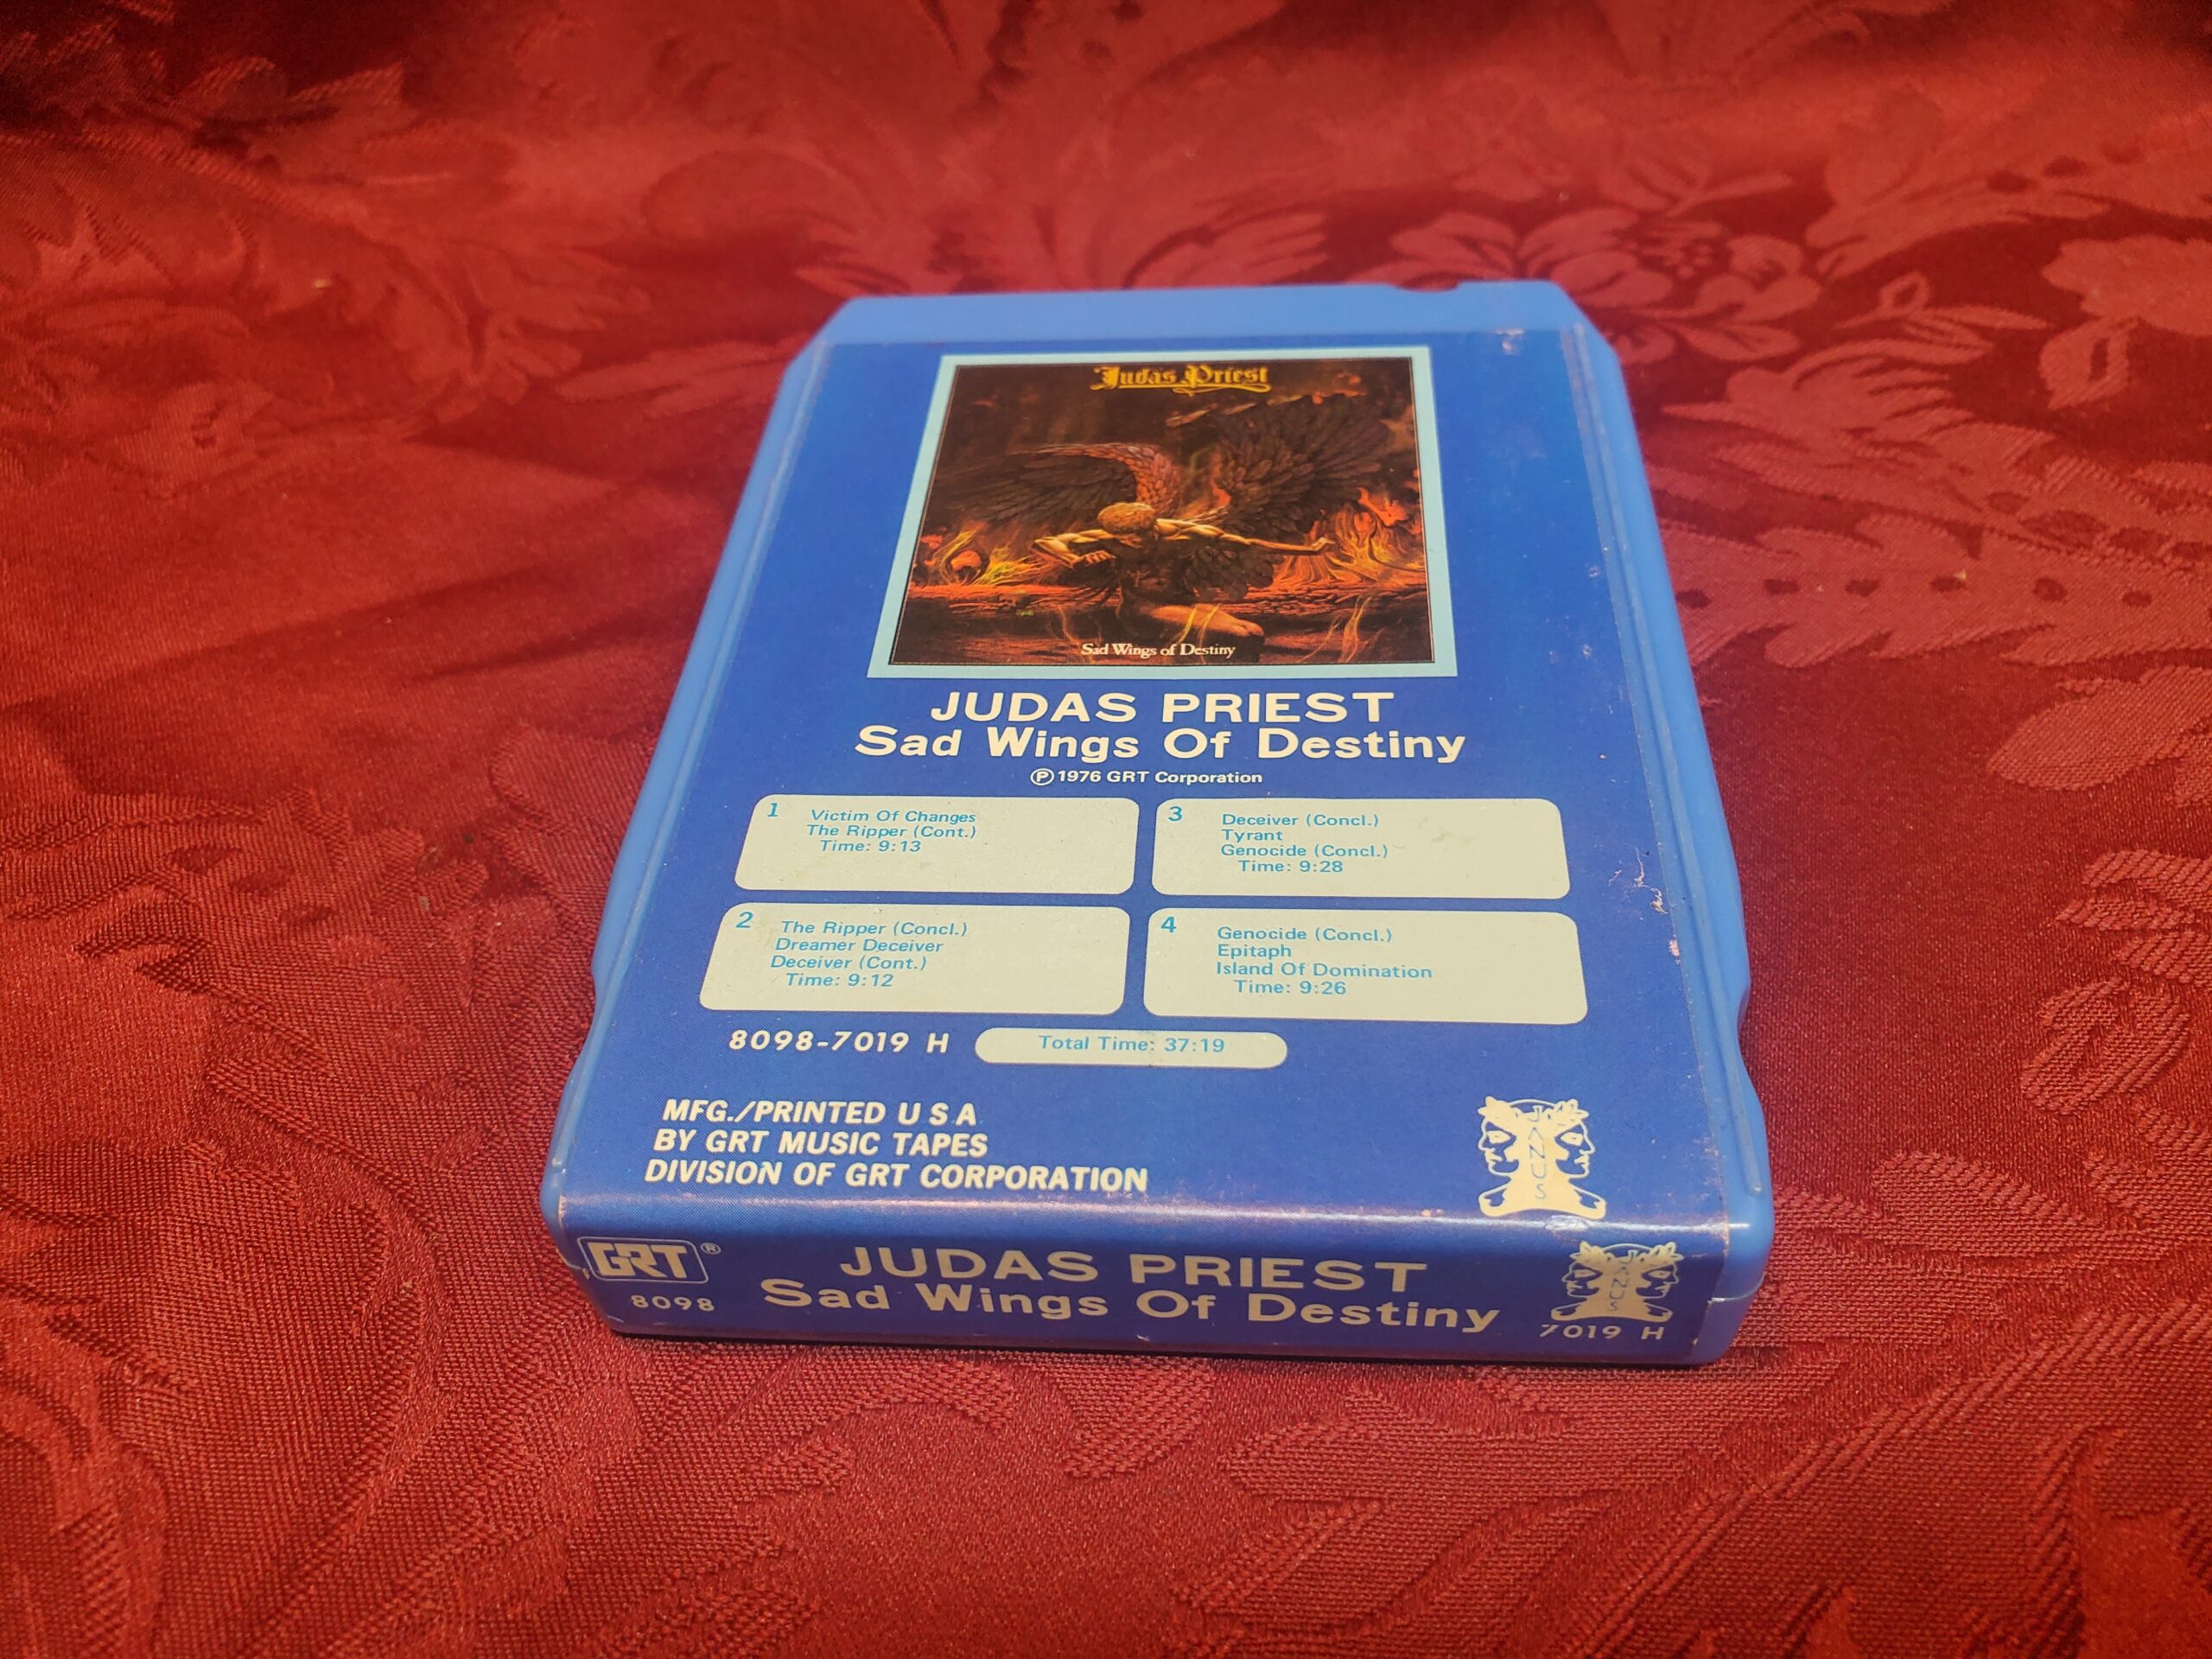 Judas Priest
Sad Wings of Destiny
JUDAS PRIEST
Sad Wings Of Destiny
Ⓟ 1976 GRT Corporation
1 Victim Of Changes
The Ripper (Cont.)
Time: 9:13
2 The Ripper (Concl.)
Dreamer Deceiver
Deceiver (Cont.)
Time: 9:12
3 Deceiver (Concl.)
Tyrant
Genocide (Concl.)
Time: 9:28
4 Genocide (Concl.)
Epitaph
Island Of Domination
Time: 9:26
8098-7019 H
Total Time: 37:19
MFG./PRINTED U S A
BY GRT MUSIC TAPES
DIVISION OF GRT CORPORATION
JANUS
GRT®
8098
JUDAS PRIEST
Sad Wings Of Destiny
JANUS
7019 H